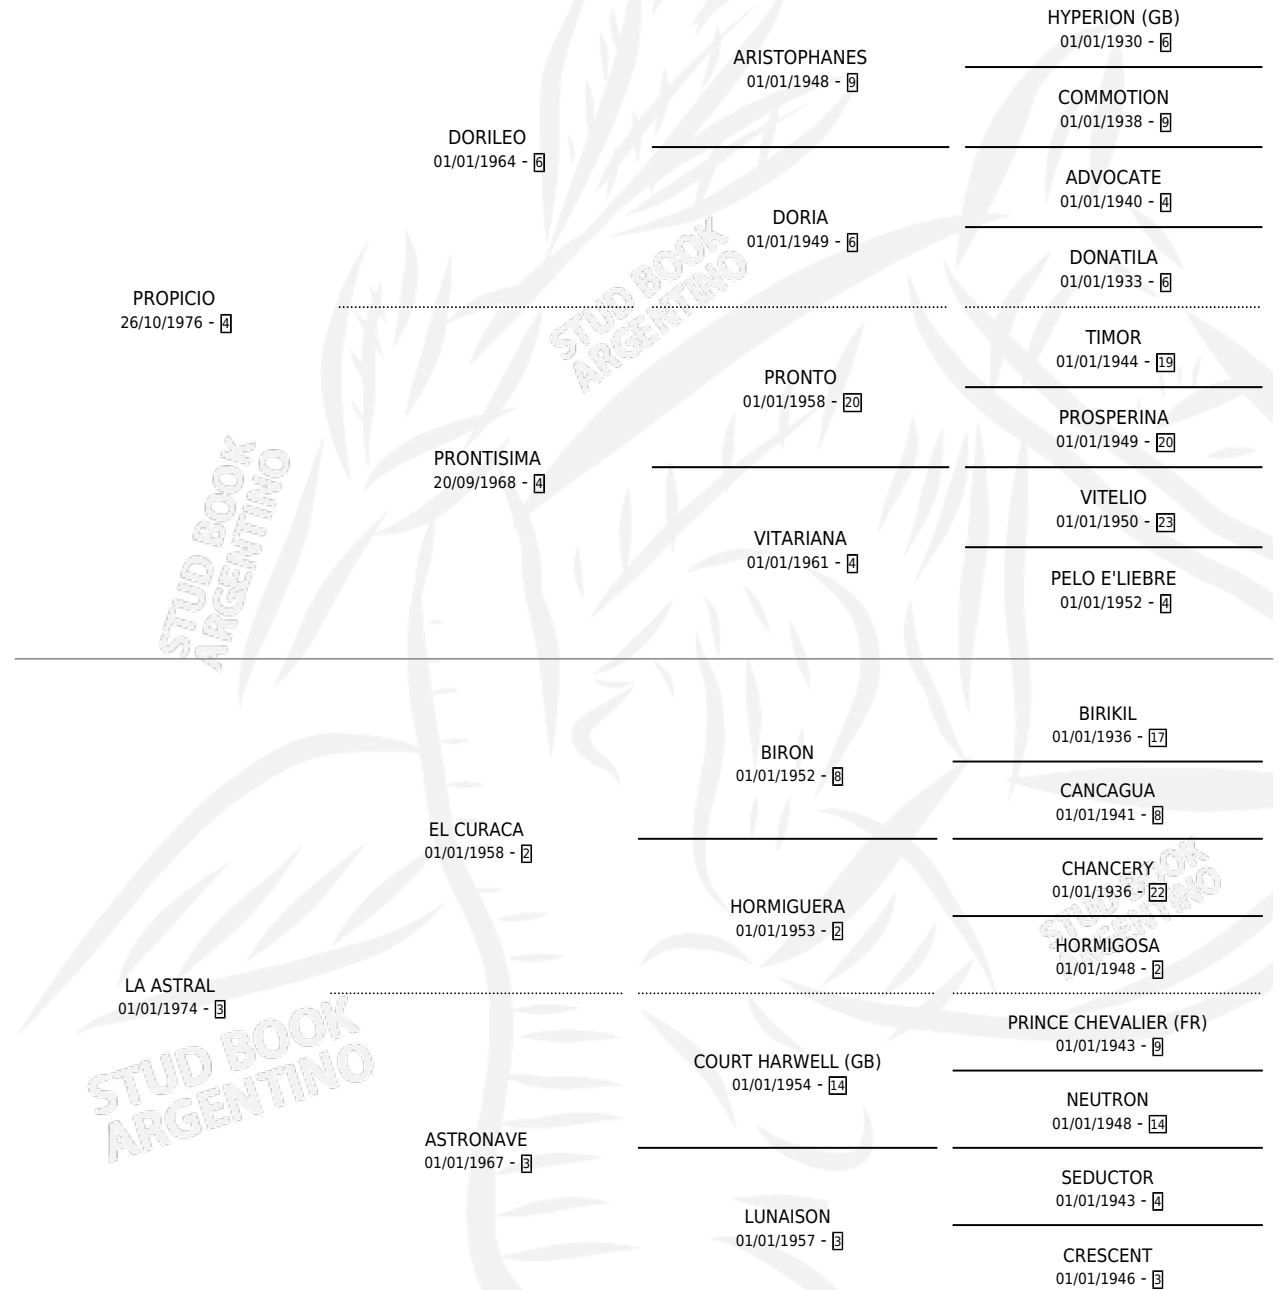 HYPERION (GB)
01/01/1930 - 6
ARISTOPHANES
01/01/1948 - 9
COMMOTION
01/01/1938 - 9
DORILEO
01/01/1964 - 6
ADVOCATE
01/01/1940 - 4
DORIA
01/01/1949 - 6
DONATILA
01/01/1933 - 6
PROPICIO
26/10/1976 - 4
TIMOR
01/01/1944 - 19
PRONTO
01/01/1958 - 20
PROSPERINA
01/01/1949 - 20
PRONTISIMA
20/09/1968 - 4
VITELIO
01/01/1950 - 23
VITARIANA
01/01/1961 - 4
PELO E'LIEBRE
01/01/1952 - 4
BIRIKIL
01/01/1936 - 17
BIRON
01/01/1952 - 8
CANCAGUA
01/01/1941 - 8
EL CURACA
01/01/1958 - 2
CHANCERY
01/01/1936 - 22
HORMIGUERA
01/01/1953 - 2
HORMIGOSA
01/01/1948 - 2
LA ASTRAL
01/01/1974 - 3
PRINCE CHEVALIER (FR)
01/01/1943 - 9
COURT HARWELL (GB)
01/01/1954 - 14
NEUTRON
01/01/1948 - 14
ASTRONAVE
01/01/1967 - 3
SEDUCTOR
01/01/1943 - 4
LUNAISON
01/01/1957 - 3
CRESCENT
01/01/1946 - 3
STUD BOOK
ARGENTINO
STUD BOOK
ARGENTINO
STUD BOOK
ARGENTINO
STUD BOOK
ARGENTINO